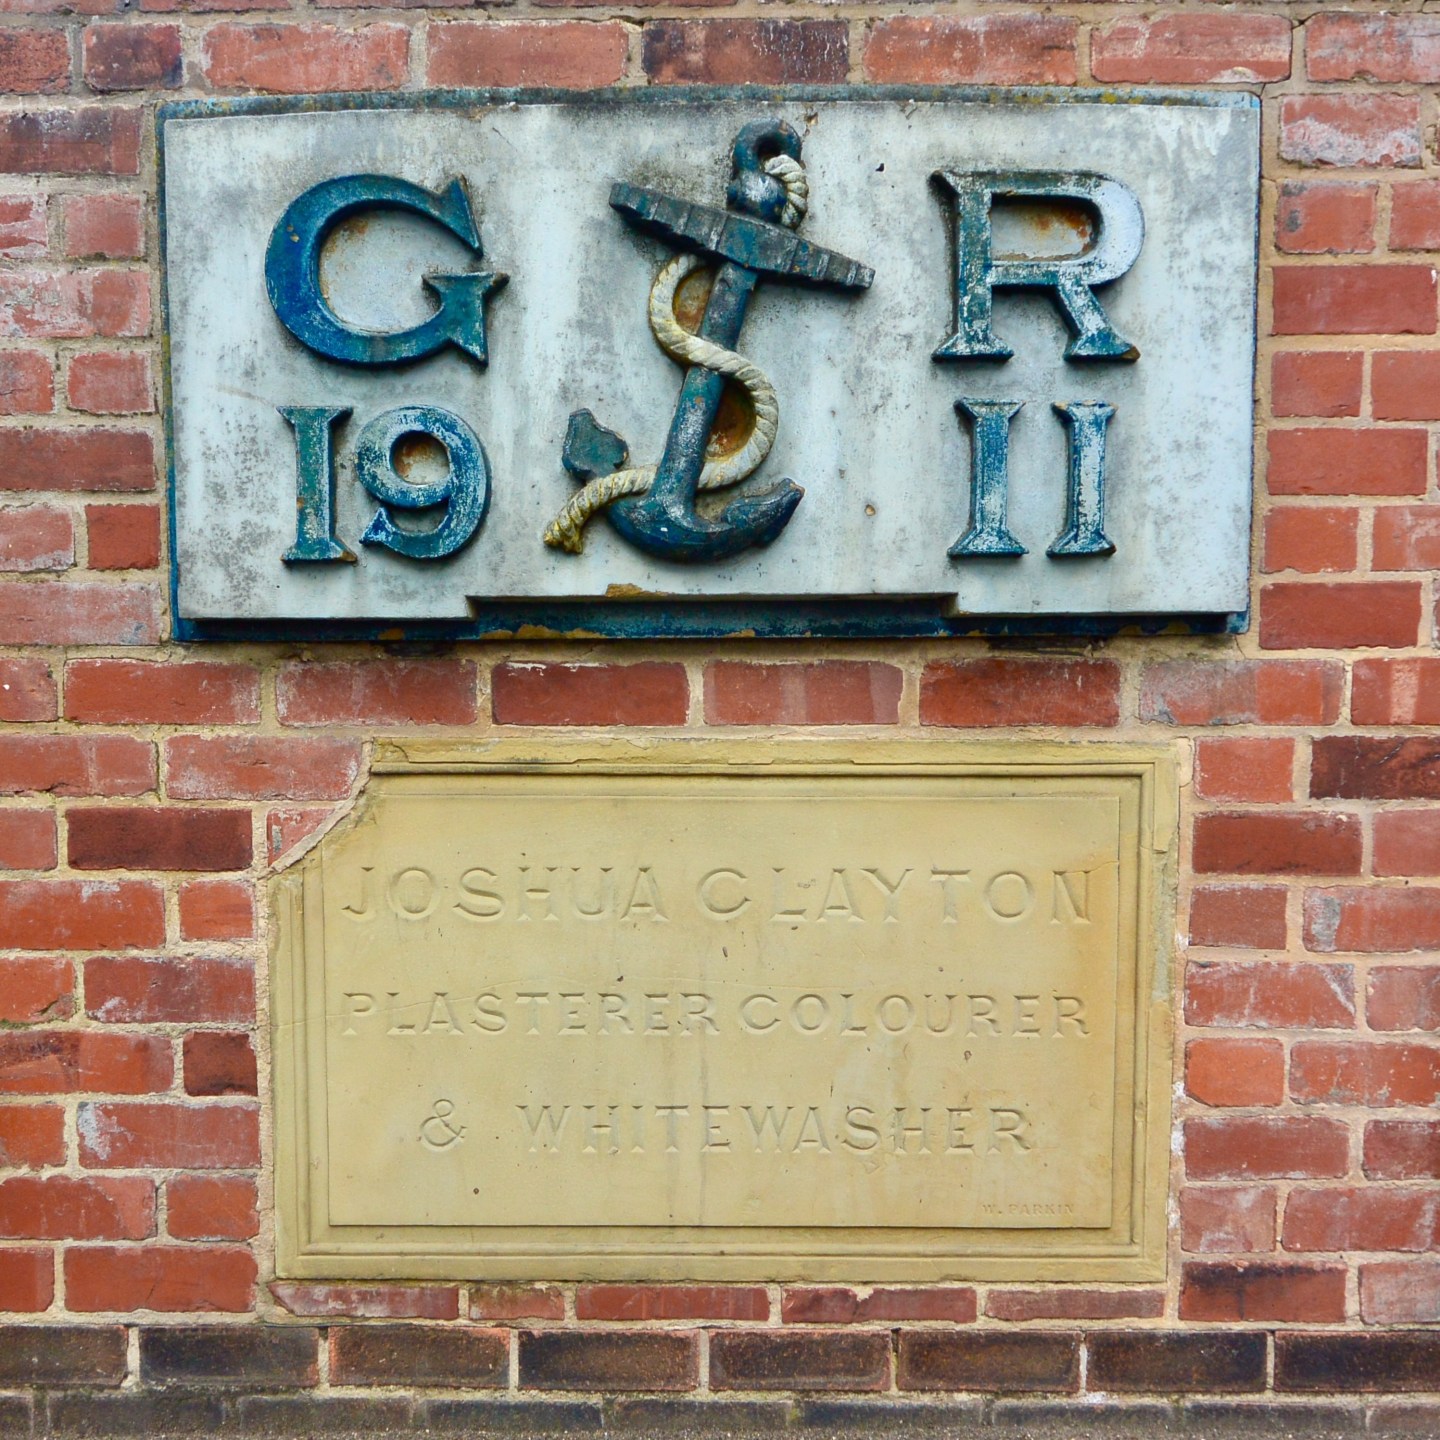 G R
19 11
JOSHUA CLAYTON
PLASTERER COLOURER
& WHITEWASHER
W. PARKIN